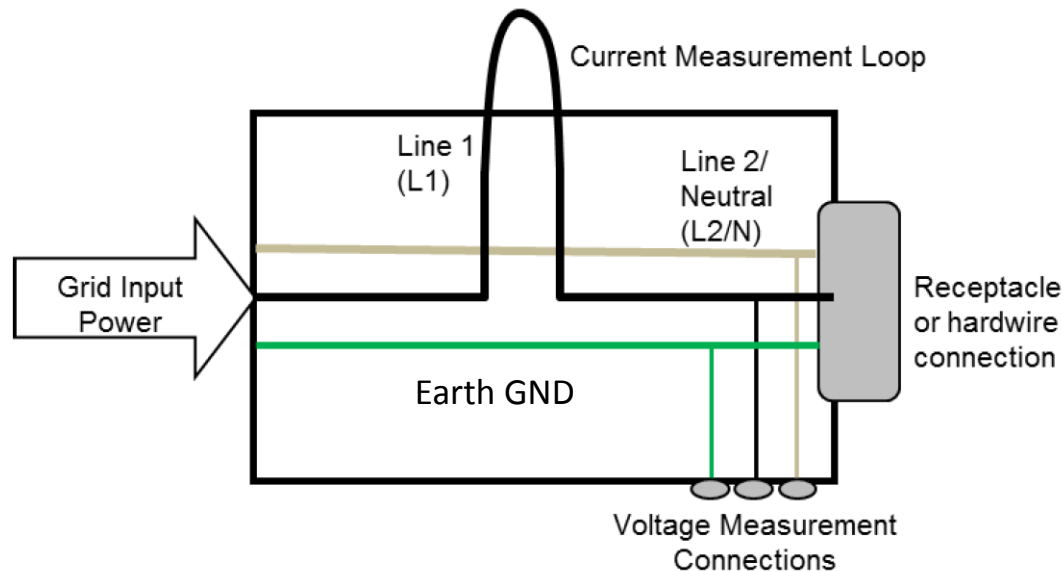 Current Measurement Loop
Line 1
(L1)
Line 2/
Neutral
(L2/N)
Grid Input
Power
Receptacle
or hardwire
connection
Earth GND
Voltage Measurement
Connections